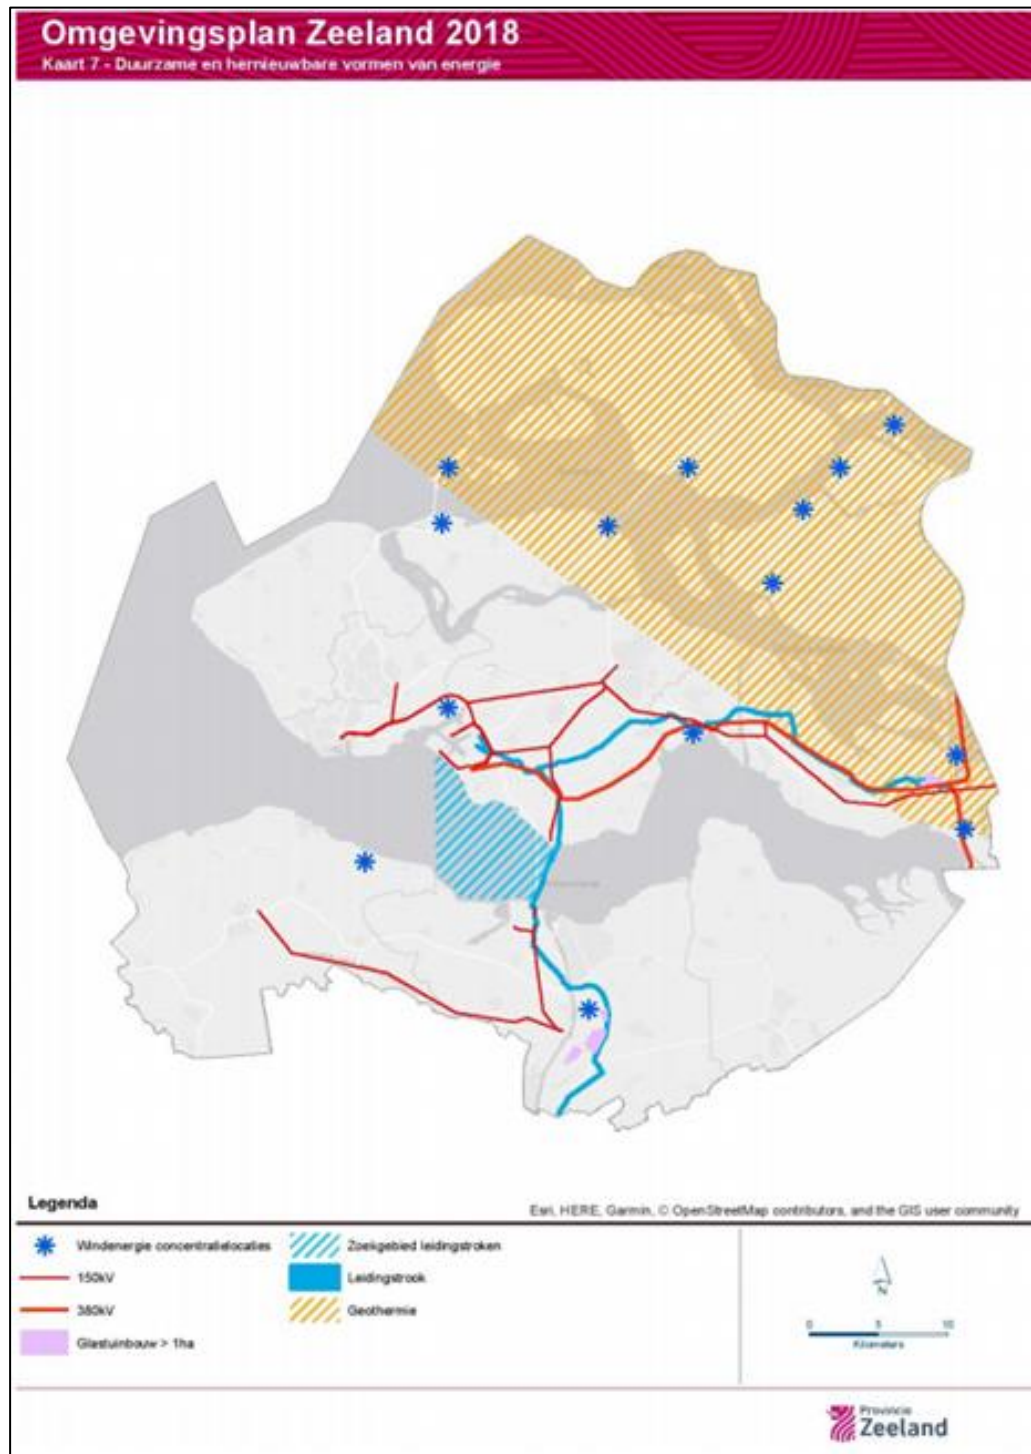 Omgevingsplan Zeeland 2018
Kaart 7 - Duurzame en hernieuwbare vormen van energie
Legenda
Esri, HERE, Garmin, © OpenStreetMap contributors, and the GIS user community
Windenergie concentratielocaties
150kV
380kV
Glastuinbouw > 1ha
Zoekgebied leidingstroken
Leidingstrook
Geothermie
N
0 5 10
Kilometers
Provincie
Zeeland